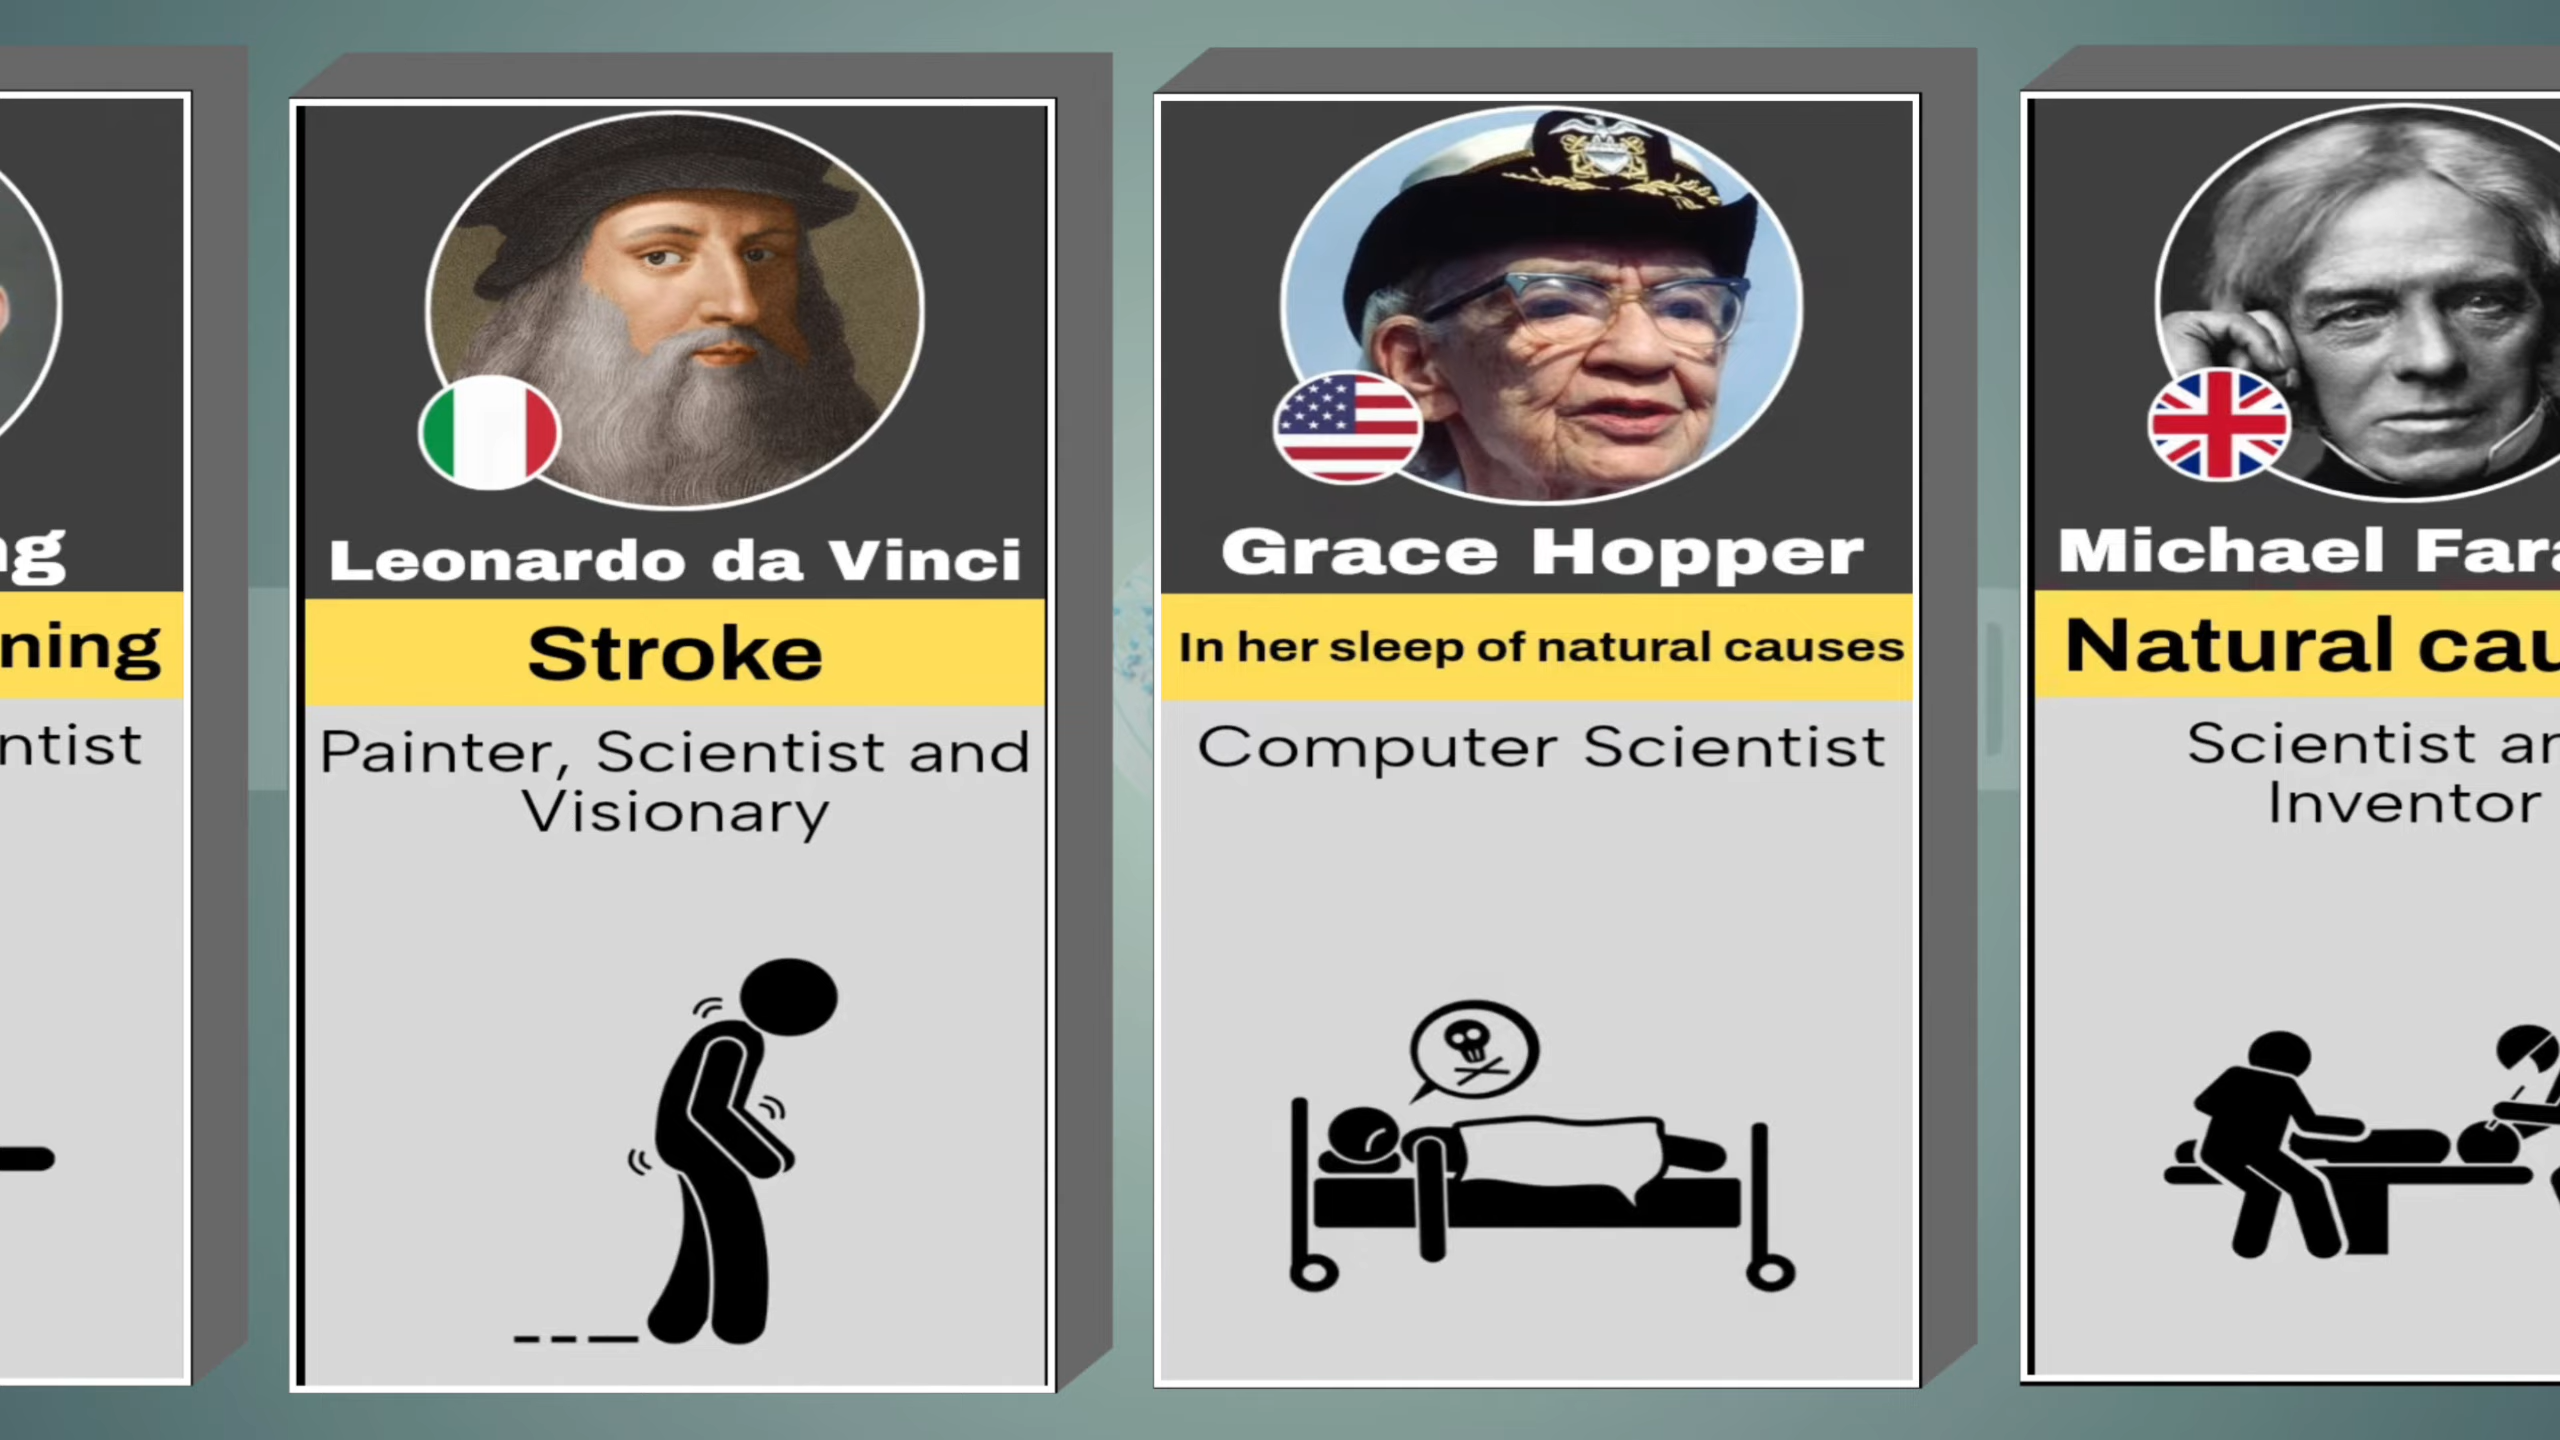 ng
ning
ntist
Leonardo da Vinci
Stroke
Painter, Scientist and
Visionary
Grace Hopper
In her sleep of natural causes
Computer Scientist
Michael Fara
Natural cau
Scientist an
Inventor